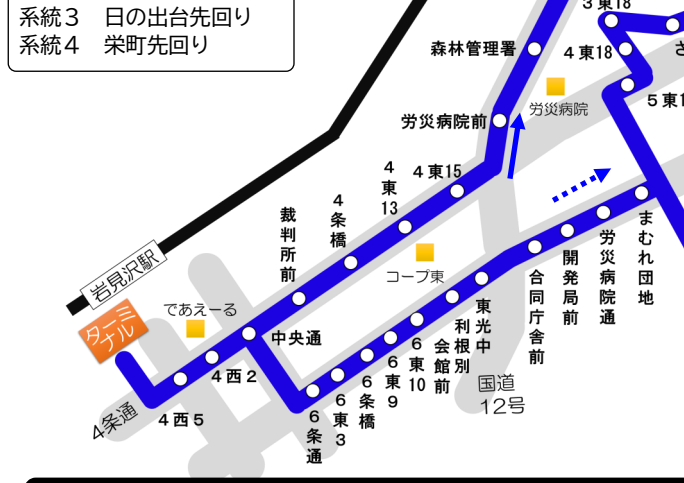 系統３　日の出台先回り
系統４　栄町先回り
３東18
森林管理署
４東18
さ
労災病院
５東1
労災病院前
４東15
４東13
４条橋
裁判所前
コープ東
まむれ団地
労災病院通
開発局前
合同庁舎前
岩見沢駅
ターミナル
であえーる
中央通
東光中
利根別
会館前
６東10
６東９
６条橋
６東３
６条通
４西２
４西５
４条通
国道
12号